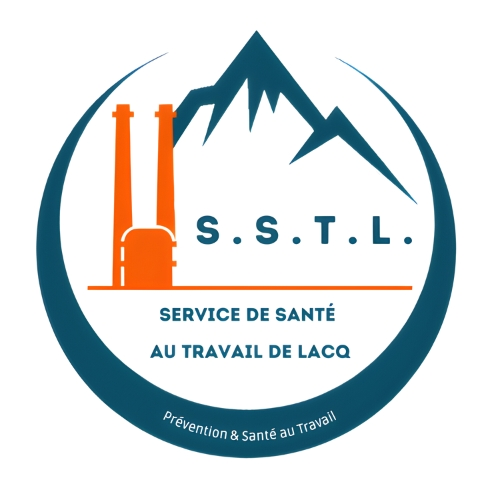 S.S.T.L.
SERVICE DE SANTÉ
AU TRAVAIL DE LACQ
Prévention & Santé au Travail